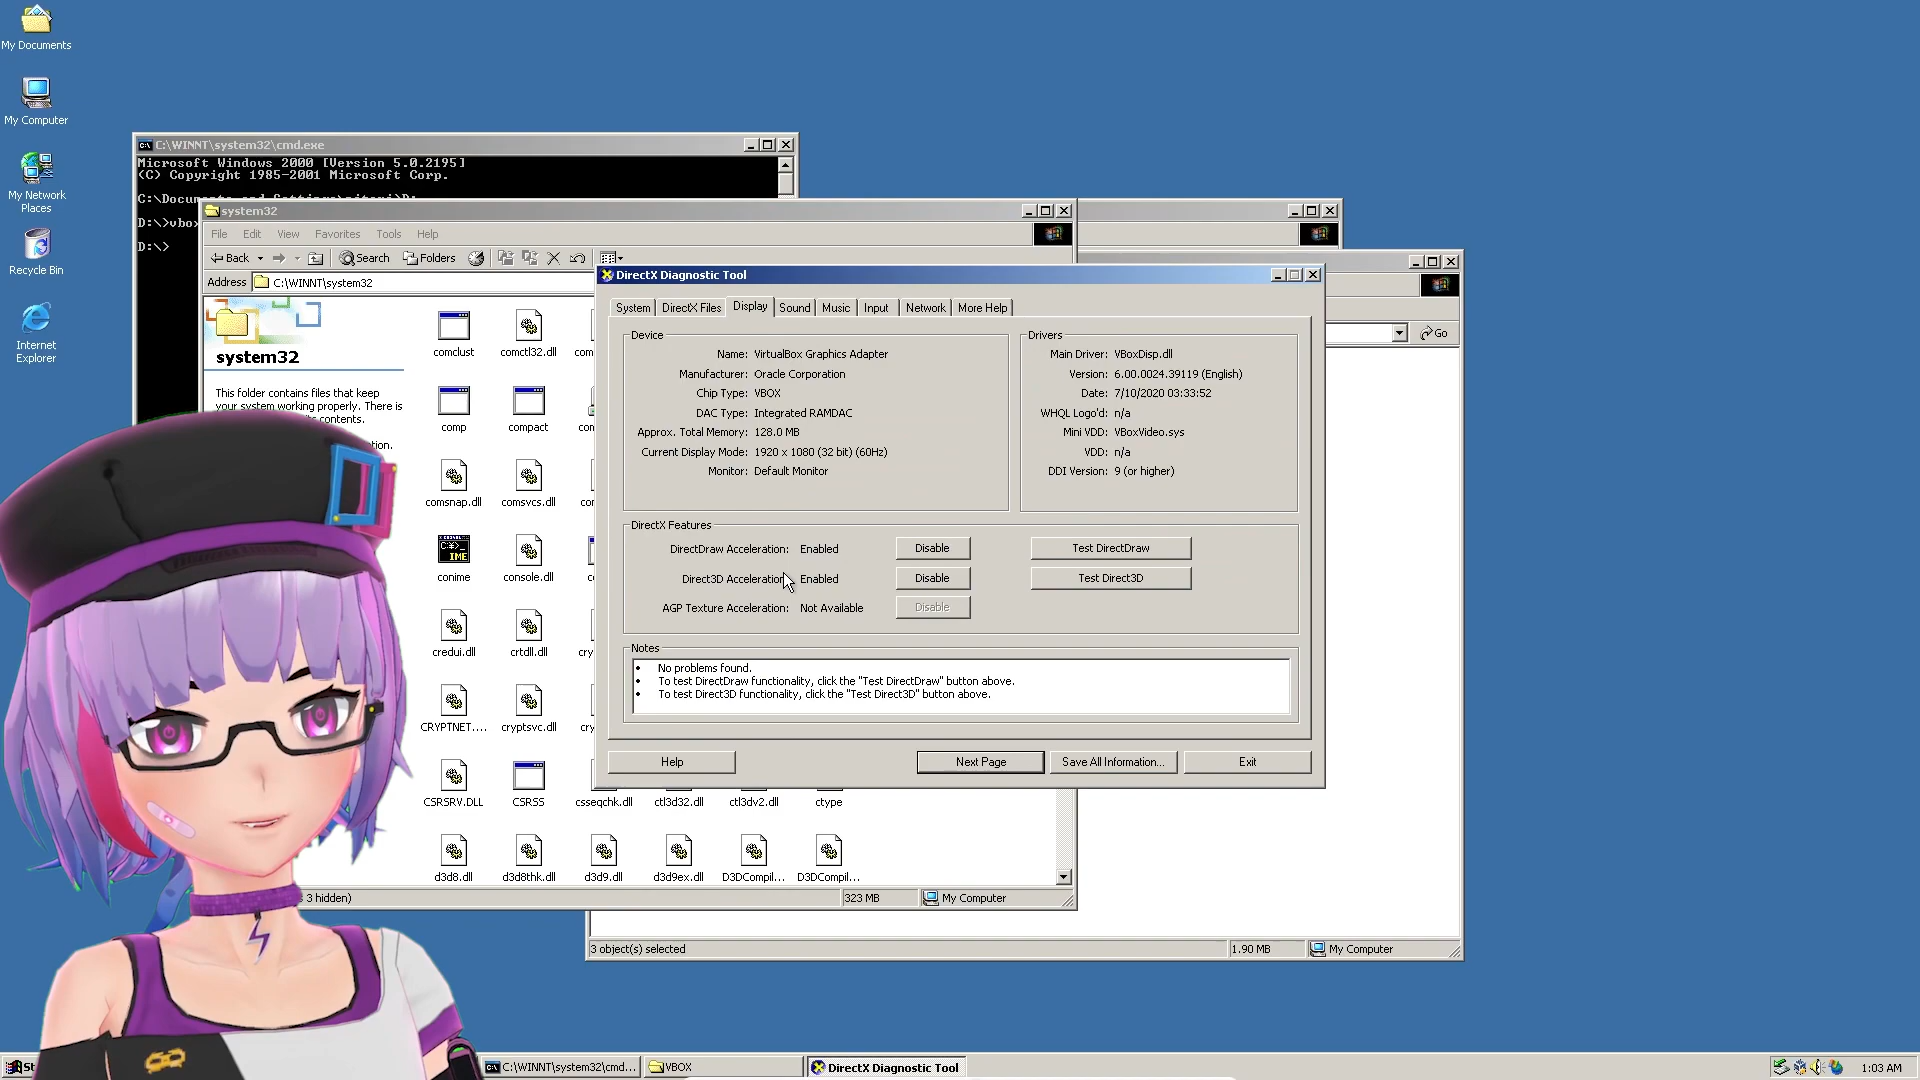 My Documents
My Computer
My Network
Places
Recycle Bin
Internet
Explorer
C:\WINNT\system32\cmd.exe
Microsoft Windows 2000 [Version 5.0.2195]
(C) Copyright 1985-2001 Microsoft Corp.
D:\>
system32
File Edit View Favorites Tools Help
Back Search Folders
Address C:\WINNT\system32
Go
system32
This folder contains files that keep
your system working properly. There is
contents.
comclust comctl32.dll
comp compact
comsnap.dll comsvcs.dll
conime console.dll
credui.dll crtdll.dll
CRYPTNET.... cryptsvc.dll
CSRSRV.DLL CSRSS csseqchk.dll ctl3d32.dll ctl3dv2.dll ctype
d3d8.dll d3d8thk.dll d3d9.dll d3d9ex.dll D3DCompil... D3DCompil...
3 hidden) 323 MB My Computer
3 object(s) selected 1.90 MB My Computer
DirectX Diagnostic Tool
System DirectX Files Display Sound Music Input Network More Help
Device
Name: VirtualBox Graphics Adapter
Manufacturer: Oracle Corporation
Chip Type: VBOX
DAC Type: Integrated RAMDAC
Approx. Total Memory: 128.0 MB
Current Display Mode: 1920 x 1080 (32 bit) (60Hz)
Monitor: Default Monitor
Drivers
Main Driver: VBoxDisp.dll
Version: 6.00.0024.39119 (English)
Date: 7/10/2020 03:33:52
WHQL Logo'd: n/a
Mini VDD: VBoxVideo.sys
VDD: n/a
DDI Version: 9 (or higher)
DirectX Features
DirectDraw Acceleration: Enabled Disable Test DirectDraw
Direct3D Acceleration Enabled Disable Test Direct3D
AGP Texture Acceleration: Not Available Disable
Notes
• No problems found.
• To test DirectDraw functionality, click the "Test DirectDraw" button above.
• To test Direct3D functionality, click the "Test Direct3D" button above.
Help Next Page Save All Information... Exit
C:\WINNT\system32\cmd... VBOX DirectX Diagnostic Tool 1:03 AM